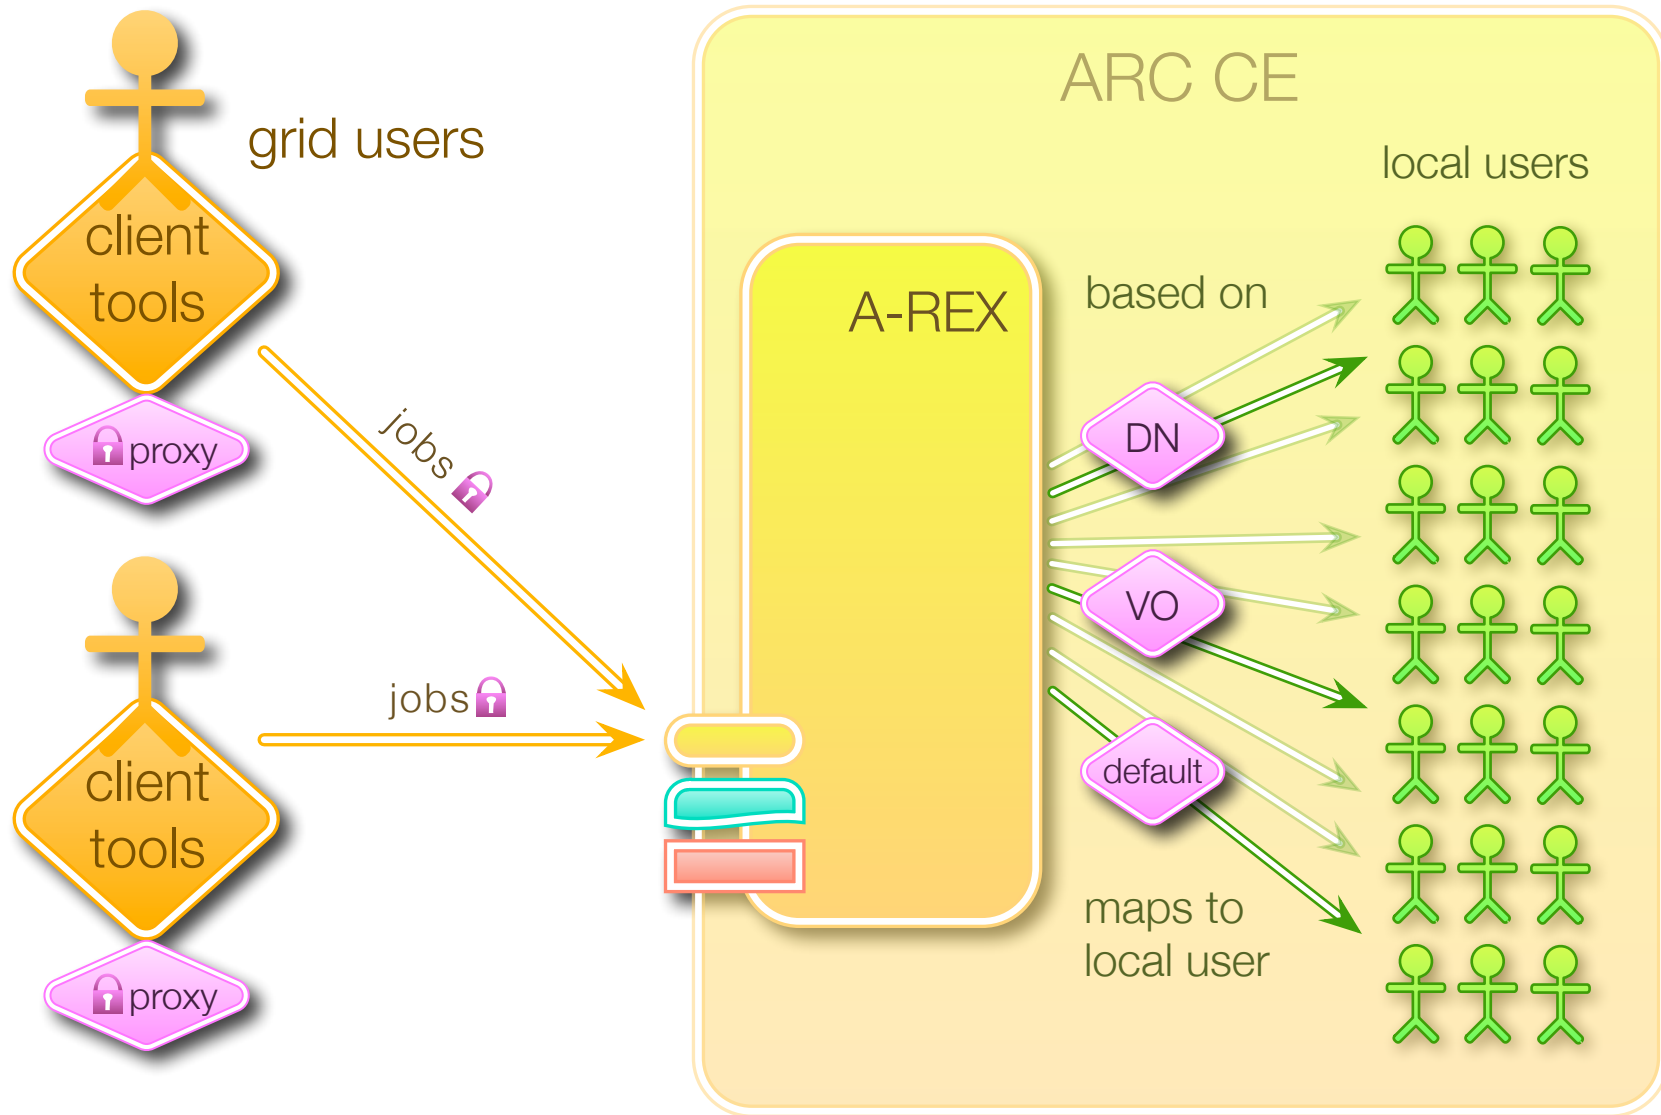 grid users
client
tools
proxy
jobs
client
tools
proxy
jobs
ARC CE
local users
A-REX
based on
DN
VO
default
maps to
local user